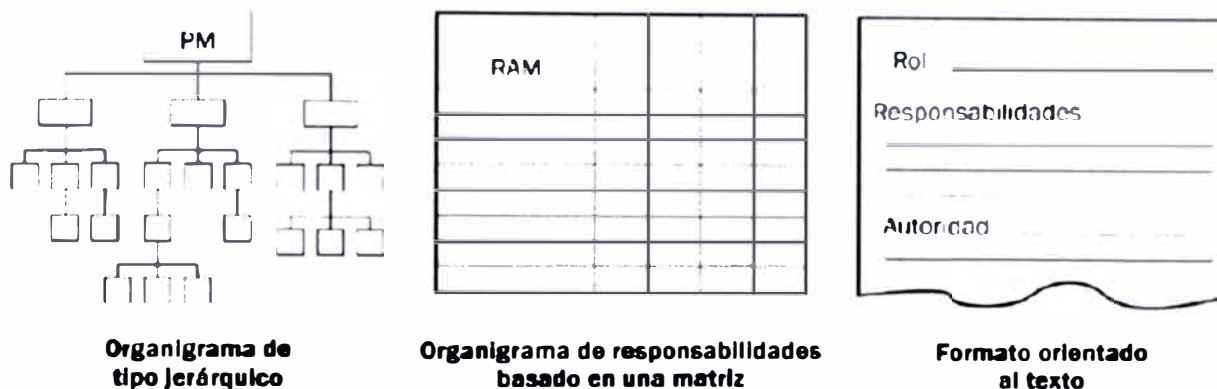 PM
RAM
Rol
Responsabilidades
Autoridad
Organigrama de
tipo jerárquico
Organigrama de responsabilidades
basado en una matriz
Formato orientado
al texto